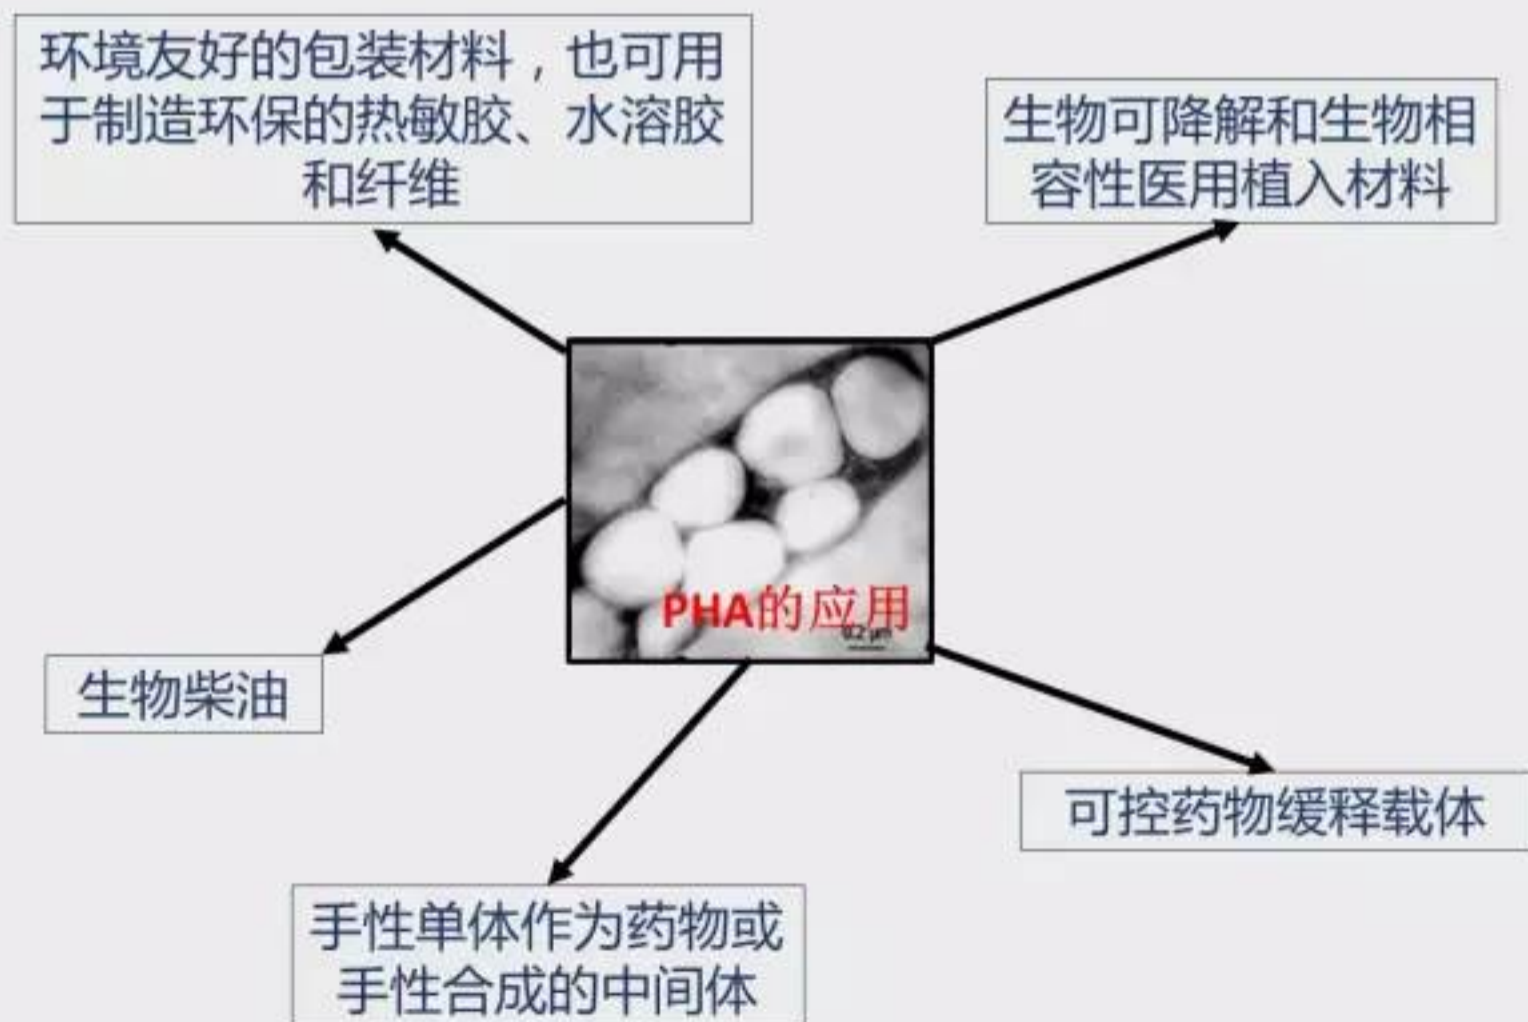 环境友好的包装材料，也可用
于制造环保的热敏胶、水溶胶
和纤维
生物可降解和生物相
容性医用植入材料
PHA的应用
0.2 μm
生物柴油
可控药物缓释载体
手性单体作为药物或
手性合成的中间体